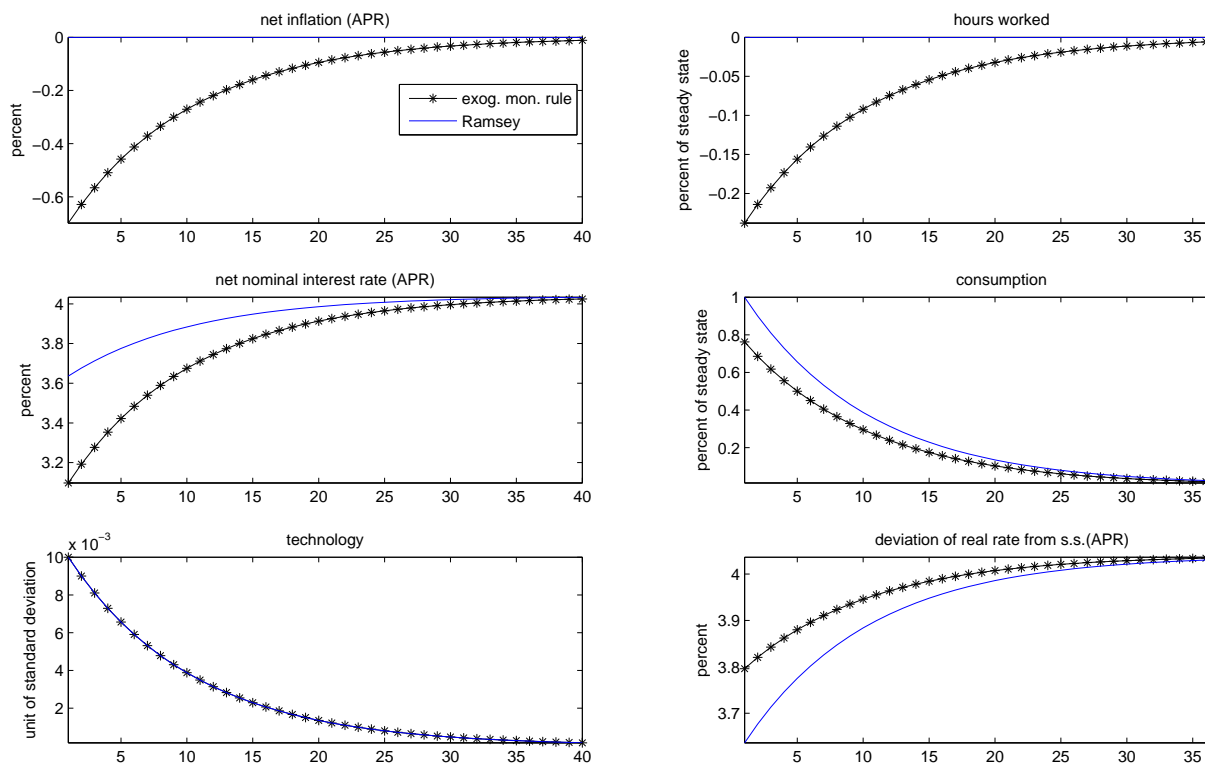 net inflation (APR)
0
−0.2
−0.4
−0.6
percent
exog. mon. rule
Ramsey
5 10 15 20 25 30 35 40
hours worked
0
−0.05
−0.1
−0.15
−0.2
percent of steady state
5 10 15 20 25 30 35
net nominal interest rate (APR)
4
3.8
3.6
3.4
3.2
percent
5 10 15 20 25 30 35 40
consumption
1
0.8
0.6
0.4
0.2
percent of steady state
5 10 15 20 25 30 35
technology
x 10−3
10
8
6
4
2
unit of standard deviation
5 10 15 20 25 30 35 40
deviation of real rate from s.s.(APR)
4
3.9
3.8
3.7
percent
5 10 15 20 25 30 35